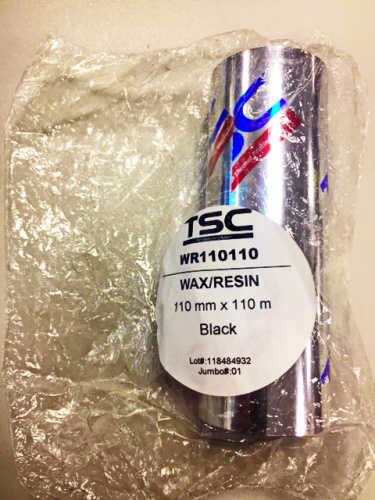 TSC
WR110110
WAX/RESIN
110 mm x 110 m
Black
Lot#:118484932
Jumbo#:01